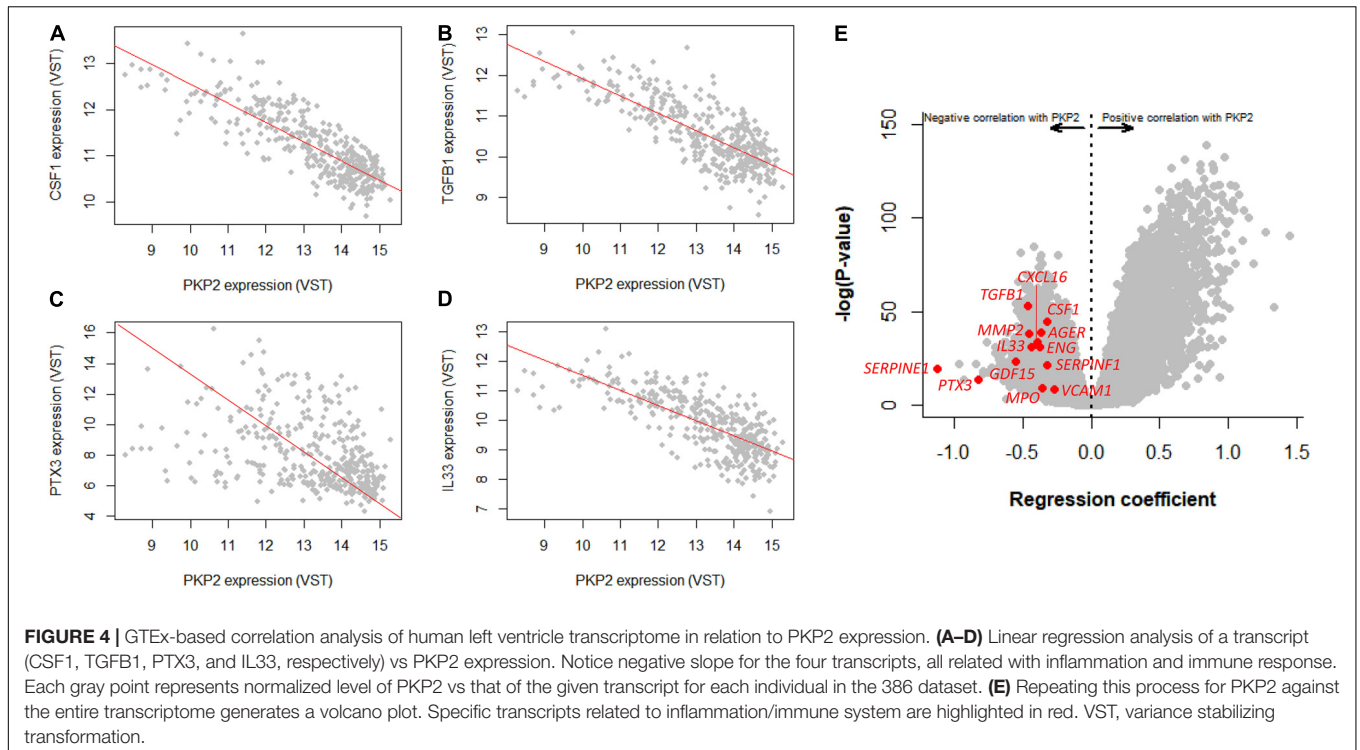 A
CSF1 expression (VST)
13
12
11
10
9 10 11 12 13 14 15
PKP2 expression (VST)
B
TGFB1 expression (VST)
13
12
11
10
9
9 10 11 12 13 14 15
PKP2 expression (VST)
C
PTX3 expression (VST)
16
14
12
10
8
6
4
9 10 11 12 13 14 15
PKP2 expression (VST)
D
IL33 expression (VST)
13
12
11
10
9
8
7
9 10 11 12 13 14 15
PKP2 expression (VST)
E
-log(P-value)
150
100
50
0
Negative correlation with PKP2
Positive correlation with PKP2
CXCL16
TGFB1
CSF1
MMP2
AGER
IL33
ENG
SERPINE1
GDF15
SERPINF1
PTX3
MPO
VCAM1
-1.0 -0.5 0.0 0.5 1.0 1.5
Regression coefficient
FIGURE 4 | GTEx-based correlation analysis of human left ventricle transcriptome in relation to PKP2 expression. (A–D) Linear regression analysis of a transcript
(CSF1, TGFB1, PTX3, and IL33, respectively) vs PKP2 expression. Notice negative slope for the four transcripts, all related with inflammation and immune response.
Each gray point represents normalized level of PKP2 vs that of the given transcript for each individual in the 386 dataset. (E) Repeating this process for PKP2 against
the entire transcriptome generates a volcano plot. Specific transcripts related to inflammation/immune system are highlighted in red. VST, variance stabilizing
transformation.